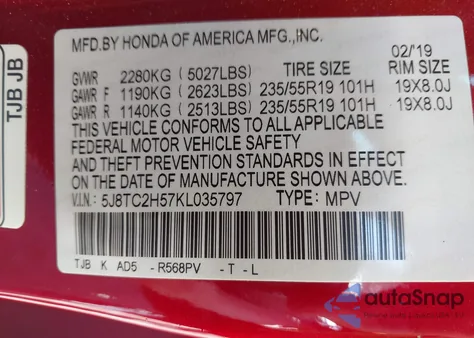 TJB JB
MFD.BY HONDA OF AMERICA MFG.,INC.
02/'19
GVWR 2280KG (5027LBS) TIRE SIZE RIM SIZE
GAWR F 1190KG (2623LBS) 235/55R19 101H 19X8.0J
GAWR R 1140KG (2513LBS) 235/55R19 101H 19X8.0J
THIS VEHICLE CONFORMS TO ALL APPLICABLE
FEDERAL MOTOR VEHICLE SAFETY
AND THEFT PREVENTION STANDARDS IN EFFECT
ON THE DATE OF MANUFACTURE SHOWN ABOVE.
V.I.N.: 5J8TC2H57KL035797 TYPE: MPV
TJB K AD5 - R568PV - T - L
autaSnap